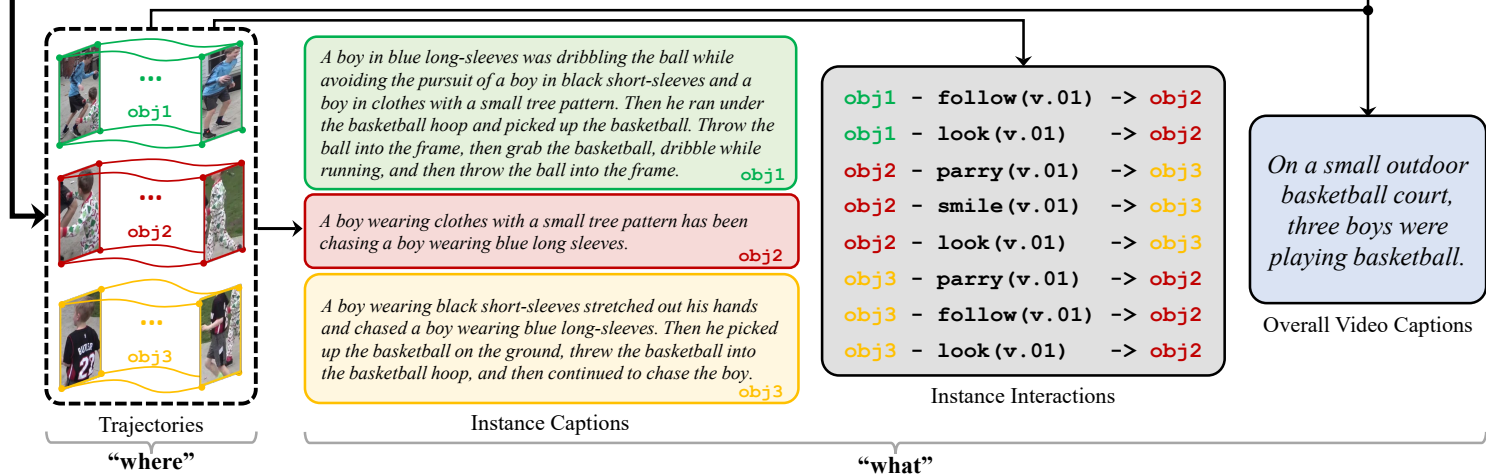 ...
obj1
...
obj2
...
obj3
Trajectories
"where"
A boy in blue long-sleeves was dribbling the ball while
avoiding the pursuit of a boy in black short-sleeves and a
boy in clothes with a small tree pattern. Then he ran under
the basketball hoop and picked up the basketball. Throw the
ball into the frame, then grab the basketball, dribble while
running, and then throw the ball into the frame.
obj1
A boy wearing clothes with a small tree pattern has been
chasing a boy wearing blue long sleeves.
obj2
A boy wearing black short-sleeves stretched out his hands
and chased a boy wearing blue long-sleeves. Then he picked
up the basketball on the ground, threw the basketball into
the basketball hoop, and then continued to chase the boy.
obj3
Instance Captions
obj1 - follow(v.01) -> obj2
obj1 - look(v.01) -> obj2
obj2 - parry(v.01) -> obj3
obj2 - smile(v.01) -> obj3
obj2 - look(v.01) -> obj3
obj3 - parry(v.01) -> obj2
obj3 - follow(v.01) -> obj2
obj3 - look(v.01) -> obj2
Instance Interactions
On a small outdoor
basketball court,
three boys were
playing basketball.
Overall Video Captions
"what"